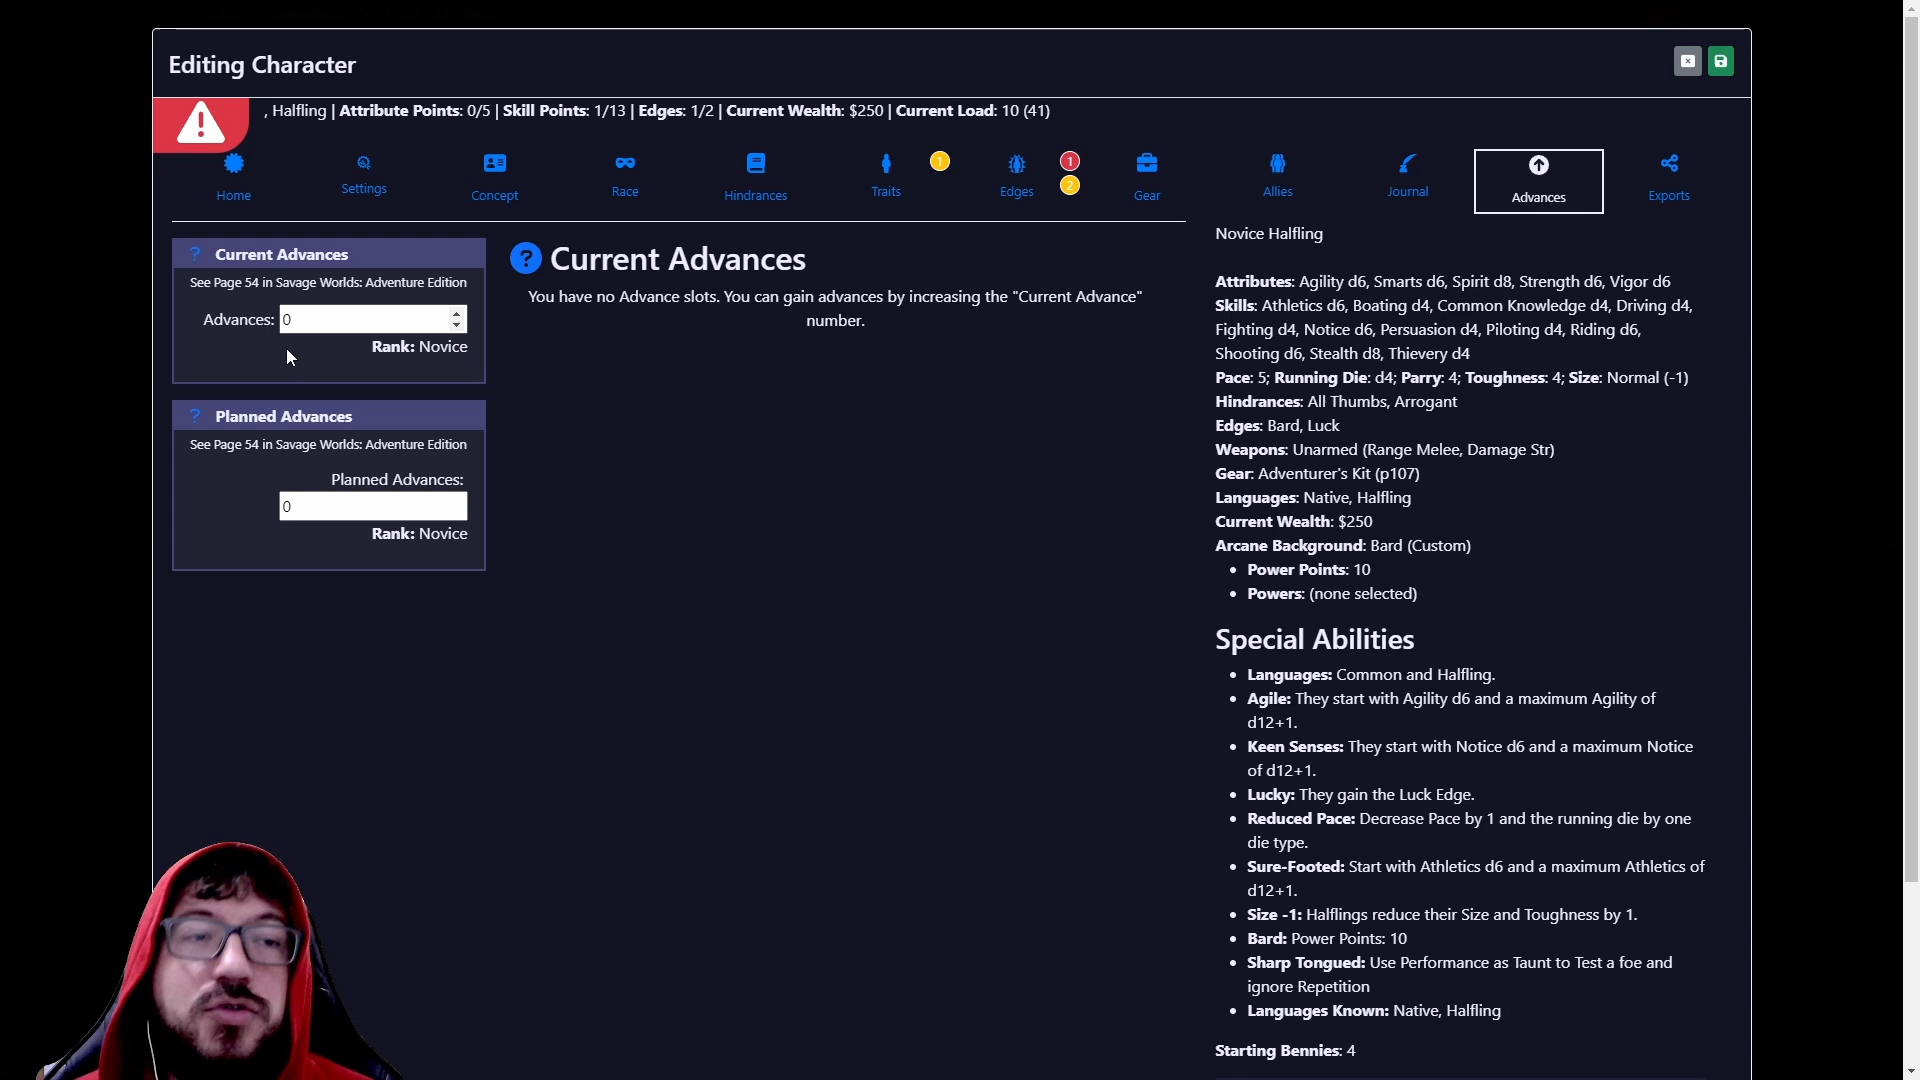 Editing Character
, Halfling | Attribute Points: 0/5 | Skill Points: 1/13 | Edges: 1/2 | Current Wealth: $250 | Current Load: 10 (41)
Home
Settings
Concept
Race
Hindrances
Traits
1
Edges
1
2
Gear
Allies
Journal
Advances
Exports
? Current Advances
See Page 54 in Savage Worlds: Adventure Edition
Advances: 0
Rank: Novice
? Planned Advances
See Page 54 in Savage Worlds: Adventure Edition
Planned Advances:
0
Rank: Novice
? Current Advances
You have no Advance slots. You can gain advances by increasing the "Current Advance"
number.
Novice Halfling
Attributes: Agility d6, Smarts d6, Spirit d8, Strength d6, Vigor d6
Skills: Athletics d6, Boating d4, Common Knowledge d4, Driving d4,
Fighting d4, Notice d6, Persuasion d4, Piloting d4, Riding d6,
Shooting d6, Stealth d8, Thievery d4
Pace: 5; Running Die: d4; Parry: 4; Toughness: 4; Size: Normal (-1)
Hindrances: All Thumbs, Arrogant
Edges: Bard, Luck
Weapons: Unarmed (Range Melee, Damage Str)
Gear: Adventurer's Kit (p107)
Languages: Native, Halfling
Current Wealth: $250
Arcane Background: Bard (Custom)
• Power Points: 10
• Powers: (none selected)
Special Abilities
• Languages: Common and Halfling.
• Agile: They start with Agility d6 and a maximum Agility of
d12+1.
• Keen Senses: They start with Notice d6 and a maximum Notice
of d12+1.
• Lucky: They gain the Luck Edge.
• Reduced Pace: Decrease Pace by 1 and the running die by one
die type.
• Sure-Footed: Start with Athletics d6 and a maximum Athletics of
d12+1.
• Size -1: Halflings reduce their Size and Toughness by 1.
• Bard: Power Points: 10
• Sharp Tongued: Use Performance as Taunt to Test a foe and
ignore Repetition
• Languages Known: Native, Halfling
Starting Bennies: 4